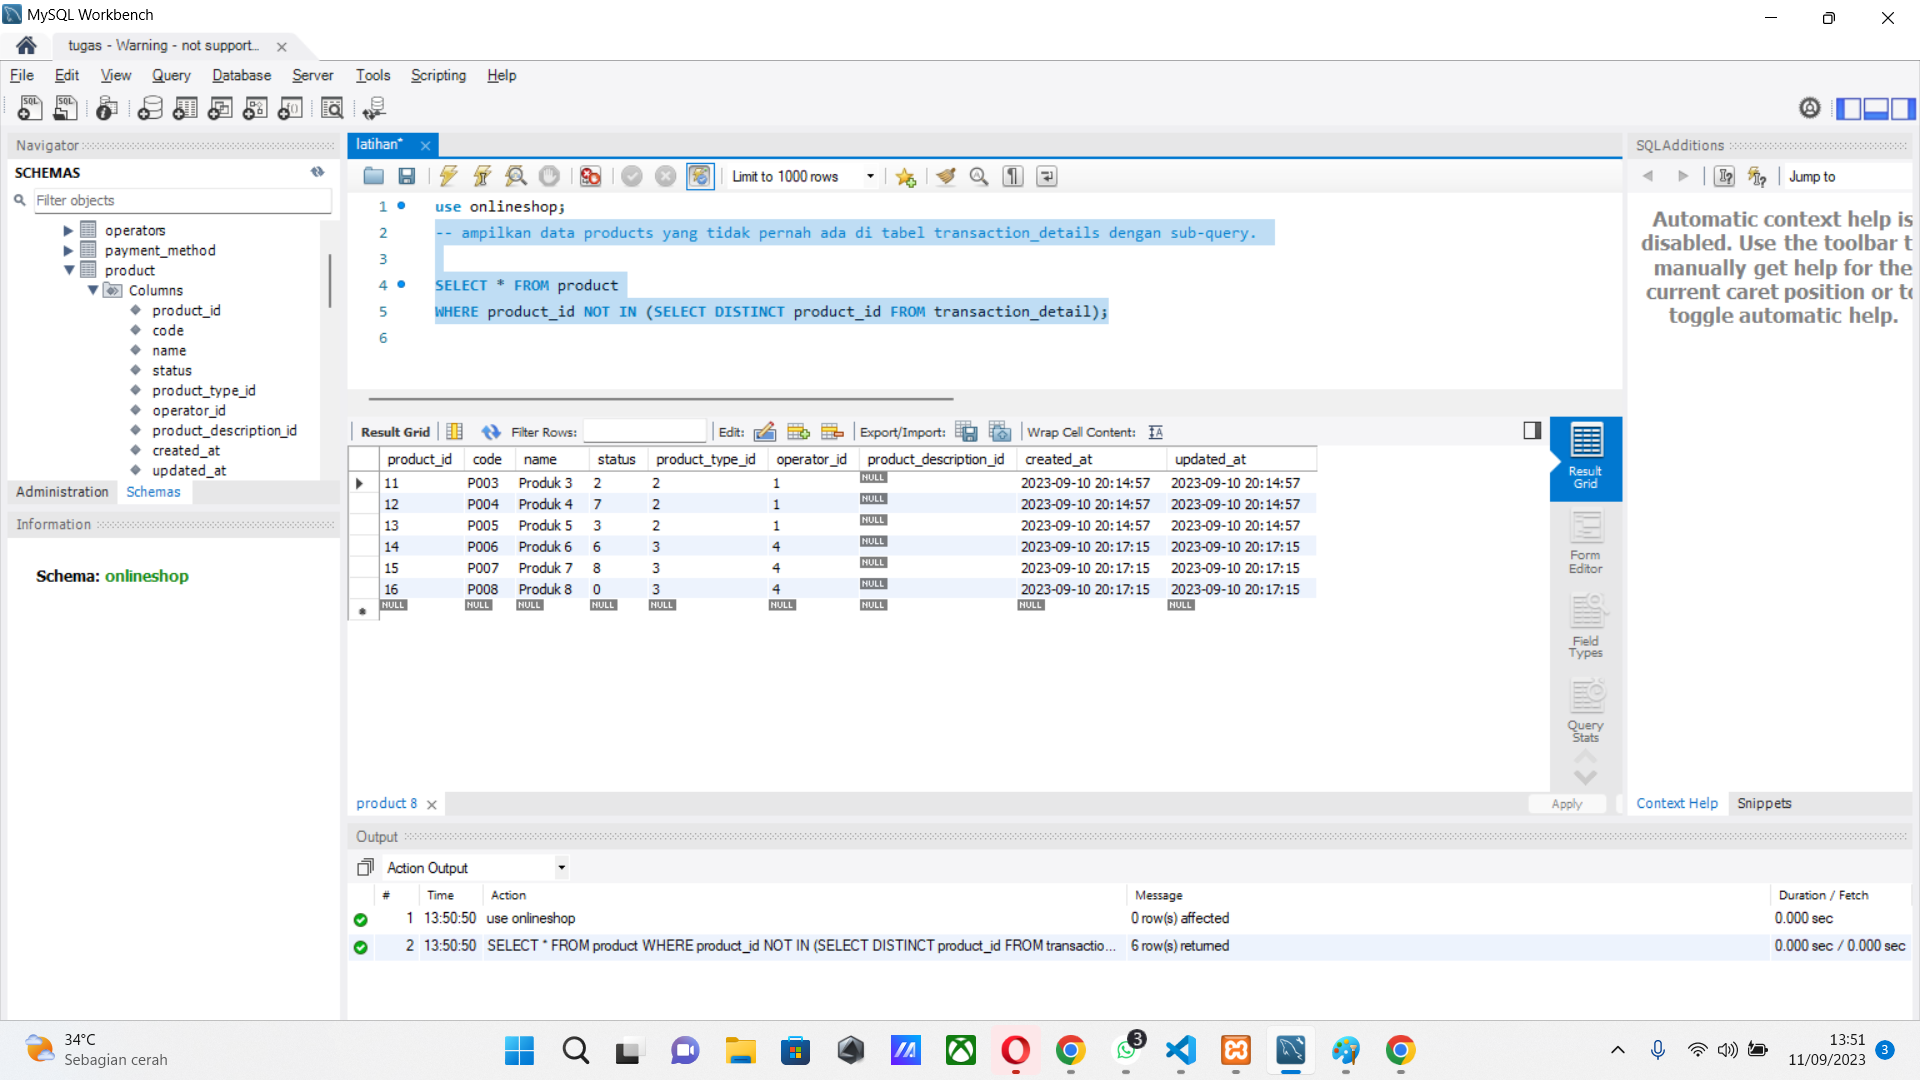 MySQL Workbench
tugas - Warning - not support...
File Edit View Query Database Server Tools Scripting Help
Navigator
SCHEMAS
Filter objects
operators
payment_method
product
Columns
product_id
code
name
status
product_type_id
operator_id
product_description_id
created_at
updated_at
Administration Schemas
Information
Schema: onlineshop
latihan*
Limit to 1000 rows
1 use onlineshop;
2 -- ampilkan data products yang tidak pernah ada di tabel transaction_details dengan sub-query.
3
4 SELECT * FROM product
5 WHERE product_id NOT IN (SELECT DISTINCT product_id FROM transaction_detail);
6
Result Grid Filter Rows: Edit: Export/Import: Wrap Cell Content:
product_id code name status product_type_id operator_id product_description_id created_at updated_at
11 P003 Produk 3 2 2 1 NULL 2023-09-10 20:14:57 2023-09-10 20:14:57
12 P004 Produk 4 7 2 1 NULL 2023-09-10 20:14:57 2023-09-10 20:14:57
13 P005 Produk 5 3 2 1 NULL 2023-09-10 20:14:57 2023-09-10 20:14:57
14 P006 Produk 6 6 3 4 NULL 2023-09-10 20:17:15 2023-09-10 20:17:15
15 P007 Produk 7 8 3 4 NULL 2023-09-10 20:17:15 2023-09-10 20:17:15
16 P008 Produk 8 0 3 4 NULL 2023-09-10 20:17:15 2023-09-10 20:17:15
NULL NULL NULL NULL NULL NULL NULL NULL NULL
Result
Grid
Form
Editor
Field
Types
Query
Stats
product 8
Apply
SQLAdditions
Jump to
Automatic context help is
disabled. Use the toolbar t
manually get help for the
current caret position or to
toggle automatic help.
Context Help Snippets
Output
Action Output
# Time Action Message Duration / Fetch
1 13:50:50 use onlineshop 0 row(s) affected 0.000 sec
2 13:50:50 SELECT * FROM product WHERE product_id NOT IN (SELECT DISTINCT product_id FROM transactio... 6 row(s) returned 0.000 sec / 0.000 sec
34°C
Sebagian cerah
3
13:51
11/09/2023
3